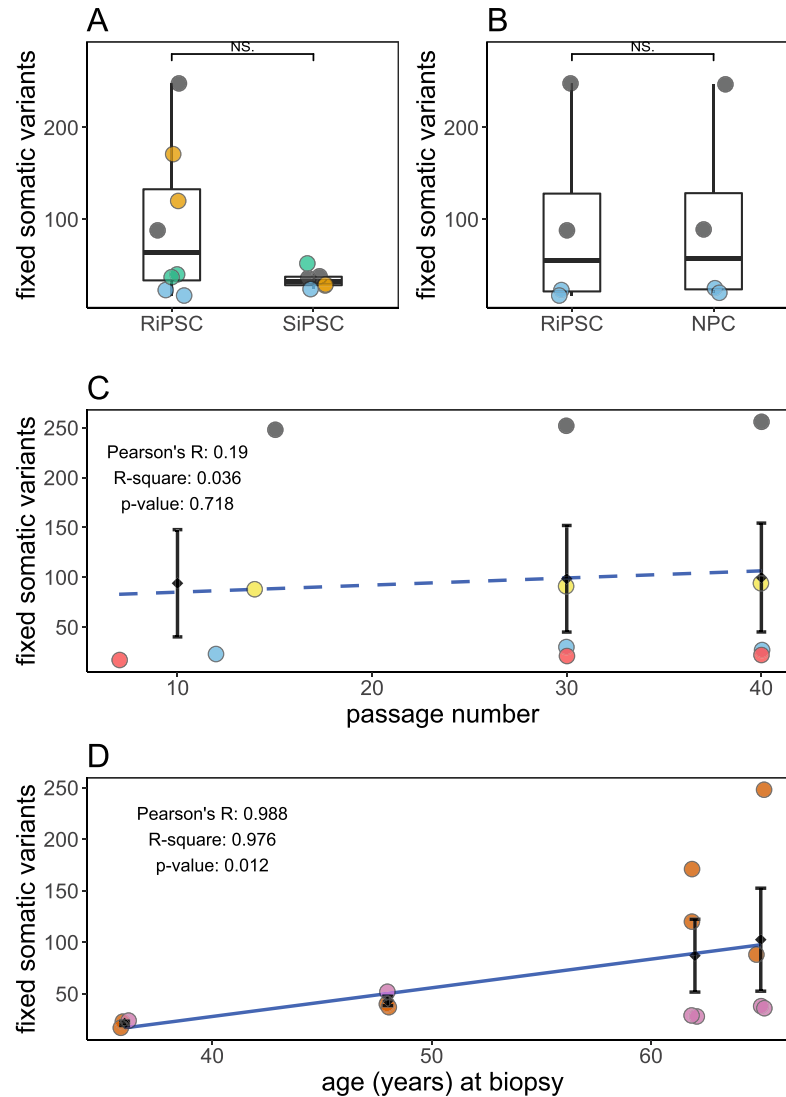 A
NS.
fixed somatic variants
200
100
RiPSC SiPSC
B
NS.
fixed somatic variants
200
100
RiPSC NPC
C
fixed somatic variants
250
200
150
100
50
Pearson's R: 0.19
R-square: 0.036
p-value: 0.718
10 20 30 40
passage number
D
fixed somatic variants
250
200
150
100
50
Pearson's R: 0.988
R-square: 0.976
p-value: 0.012
40 50 60
age (years) at biopsy